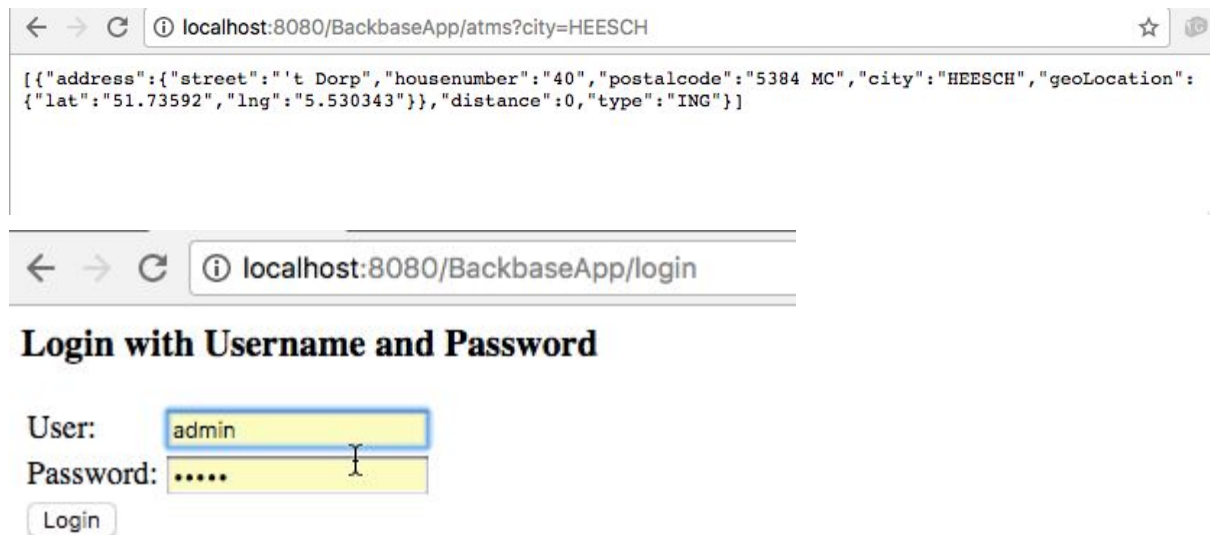 localhost:8080/BackbaseApp/atms?city=HEESCH
[{"address":{"street":"'t Dorp","housenumber":"40","postalcode":"5384 MC","city":"HEESCH","geoLocation":
{"lat":"51.73592","lng":"5.530343"}},"distance":0,"type":"ING"}]
localhost:8080/BackbaseApp/login
Login with Username and Password
User: admin
Password: •••••
Login